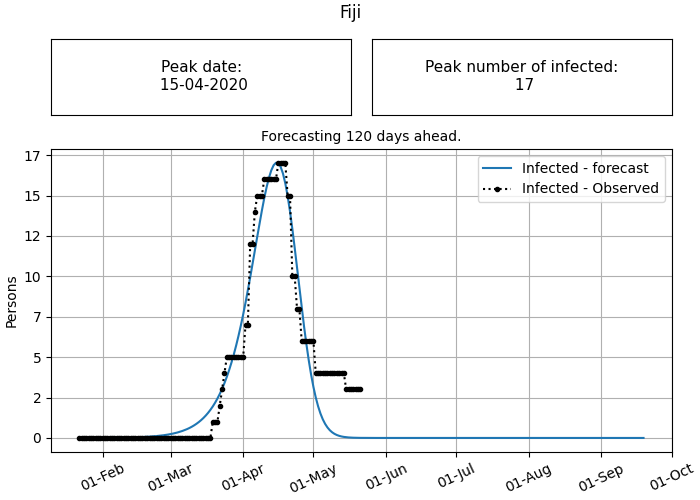 Fiji
Peak date:
15-04-2020
Peak number of infected:
17
Forecasting 120 days ahead.
Infected - forecast
Infected - Observed
Persons
17
15
12
10
7
5
2
0
01-Feb
01-Mar
01-Apr
01-May
01-Jun
01-Jul
01-Aug
01-Sep
01-Oct